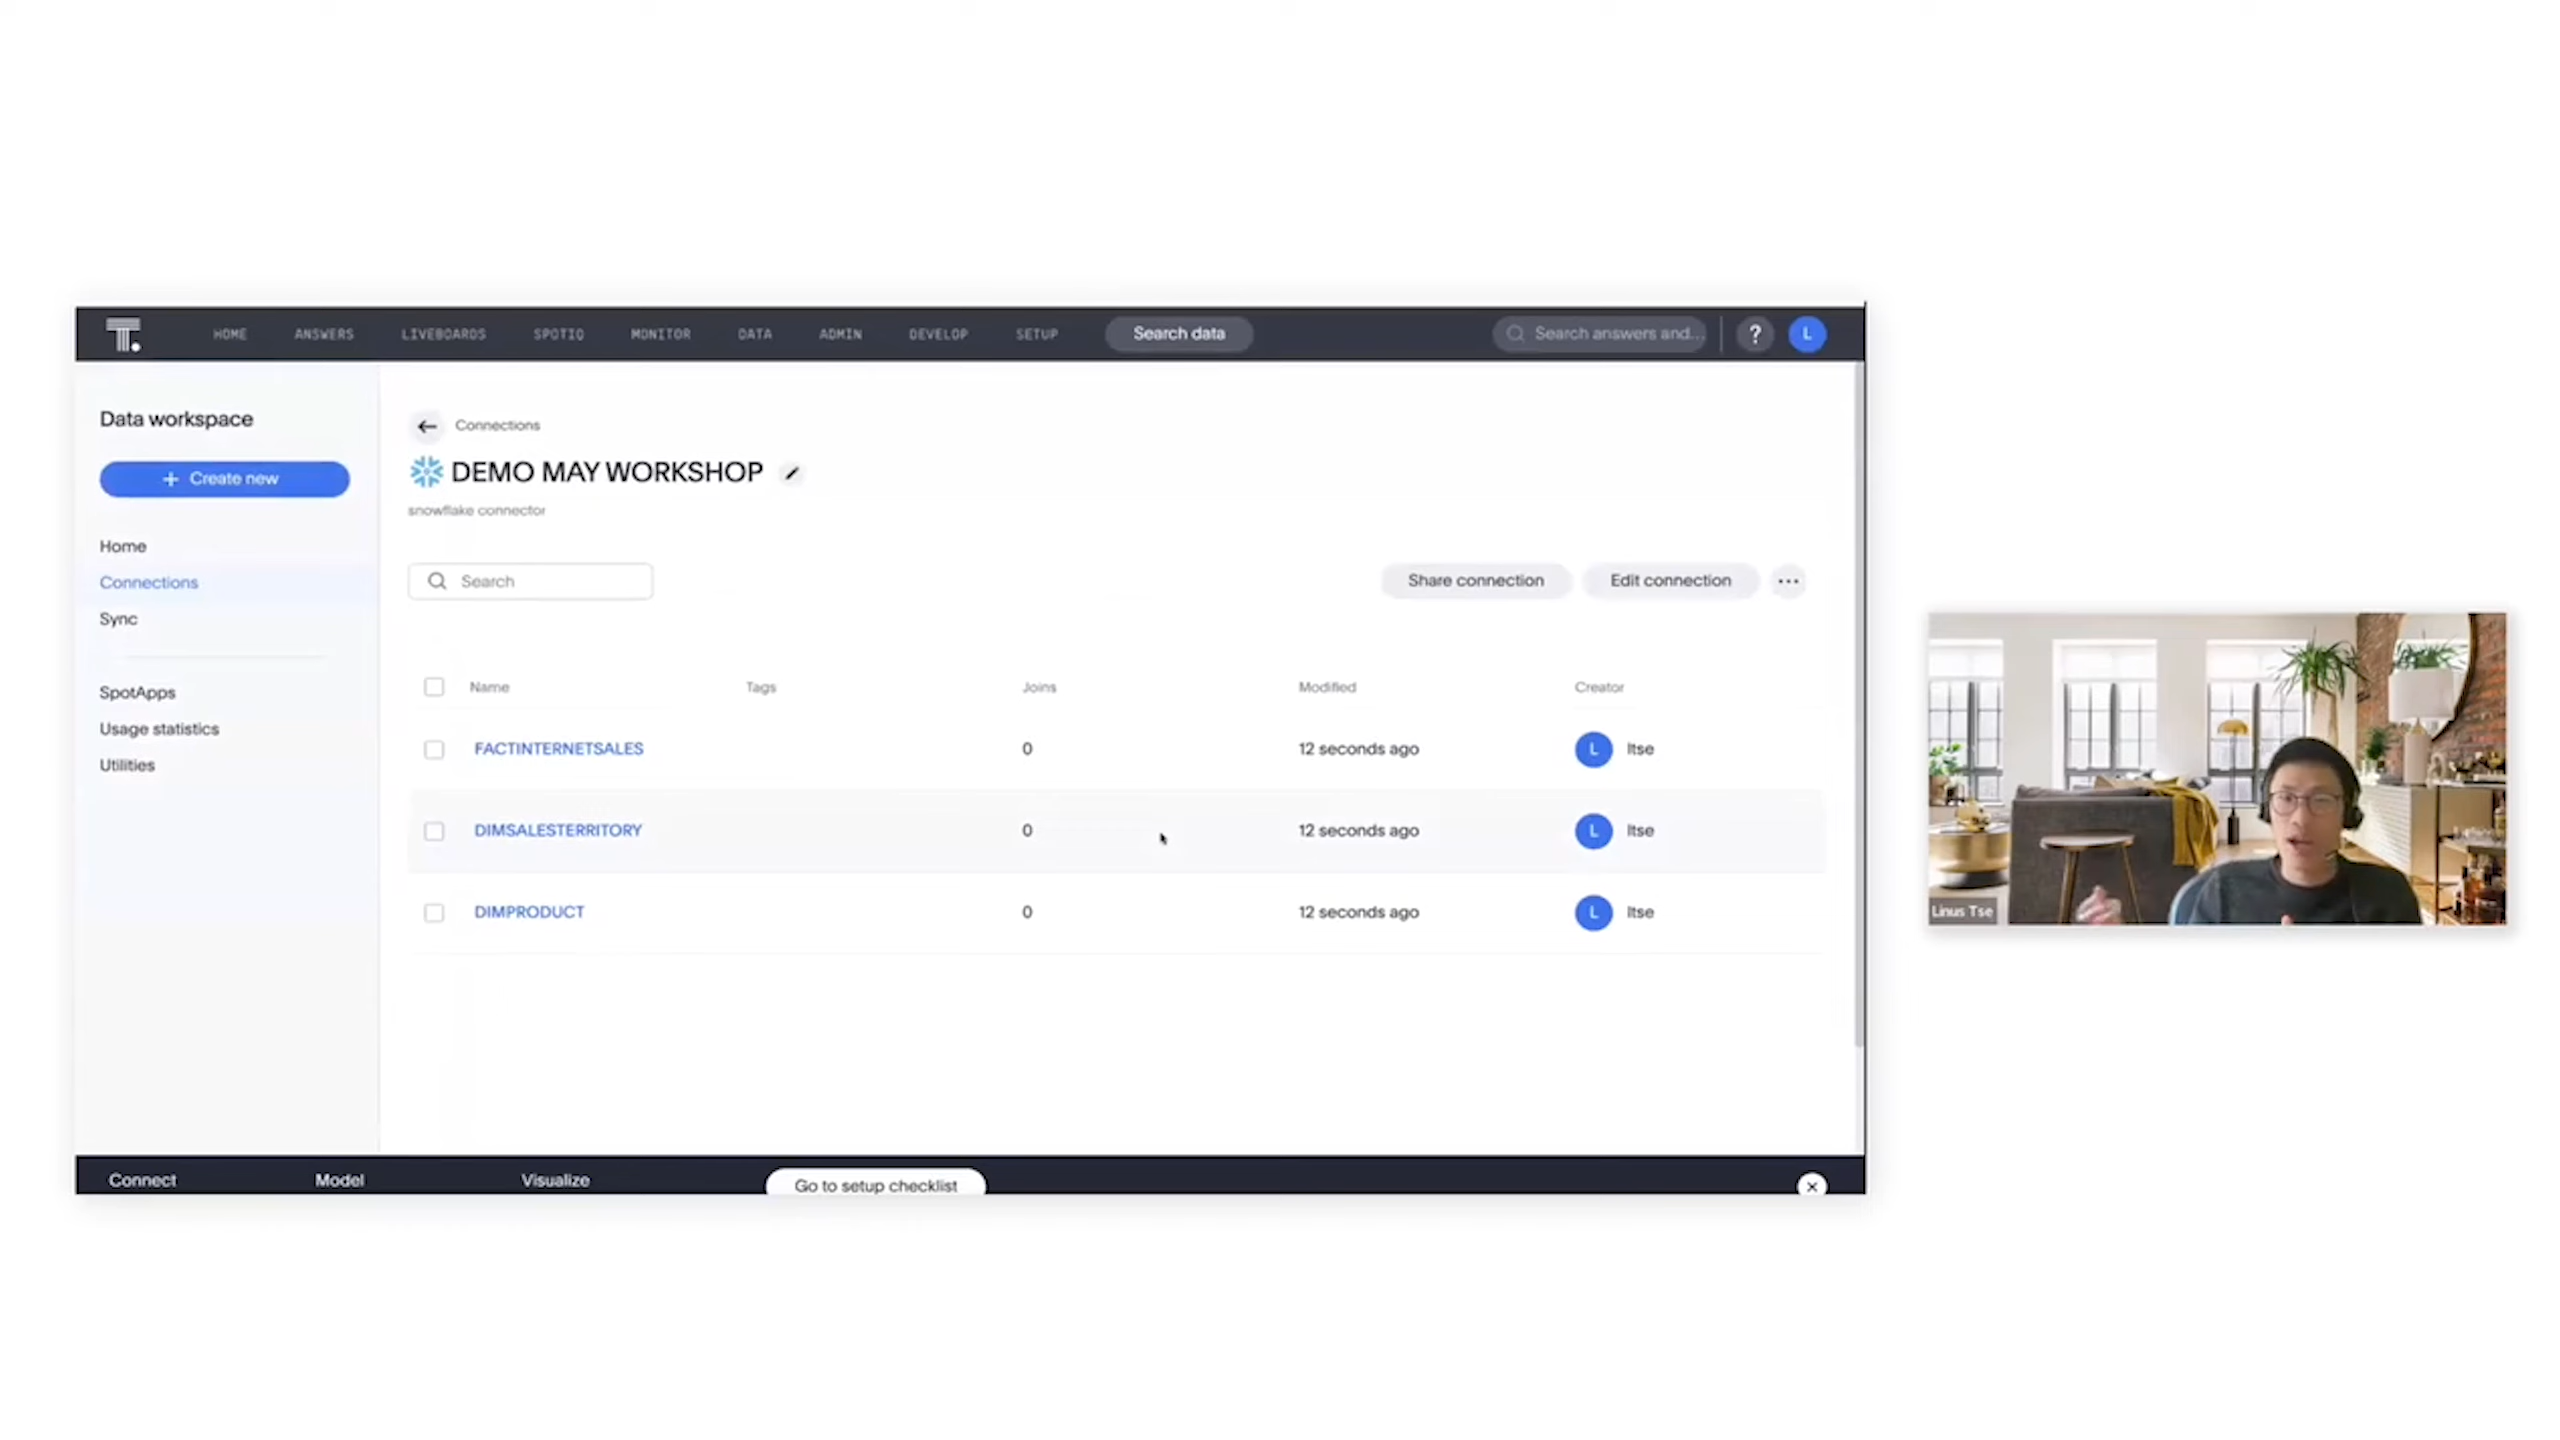 HOME ANSWERS LIVEBOARDS SPOTIQ MONITOR DATA ADMIN DEVELOP SETUP Search data Search answers and... ? L
Data workspace
+ Create new
Home
Connections
Sync
SpotApps
Usage statistics
Utilities
Connections
DEMO MAY WORKSHOP
snowflake connector
Search
Share connection Edit connection ...
Name Tags Joins Modified Creator
FACTINTERNETSALES 0 12 seconds ago L ltse
DIMSALESTERRITORY 0 12 seconds ago L ltse
DIMPRODUCT 0 12 seconds ago L ltse
Connect Model Visualize Go to setup checklist
Linus Tse